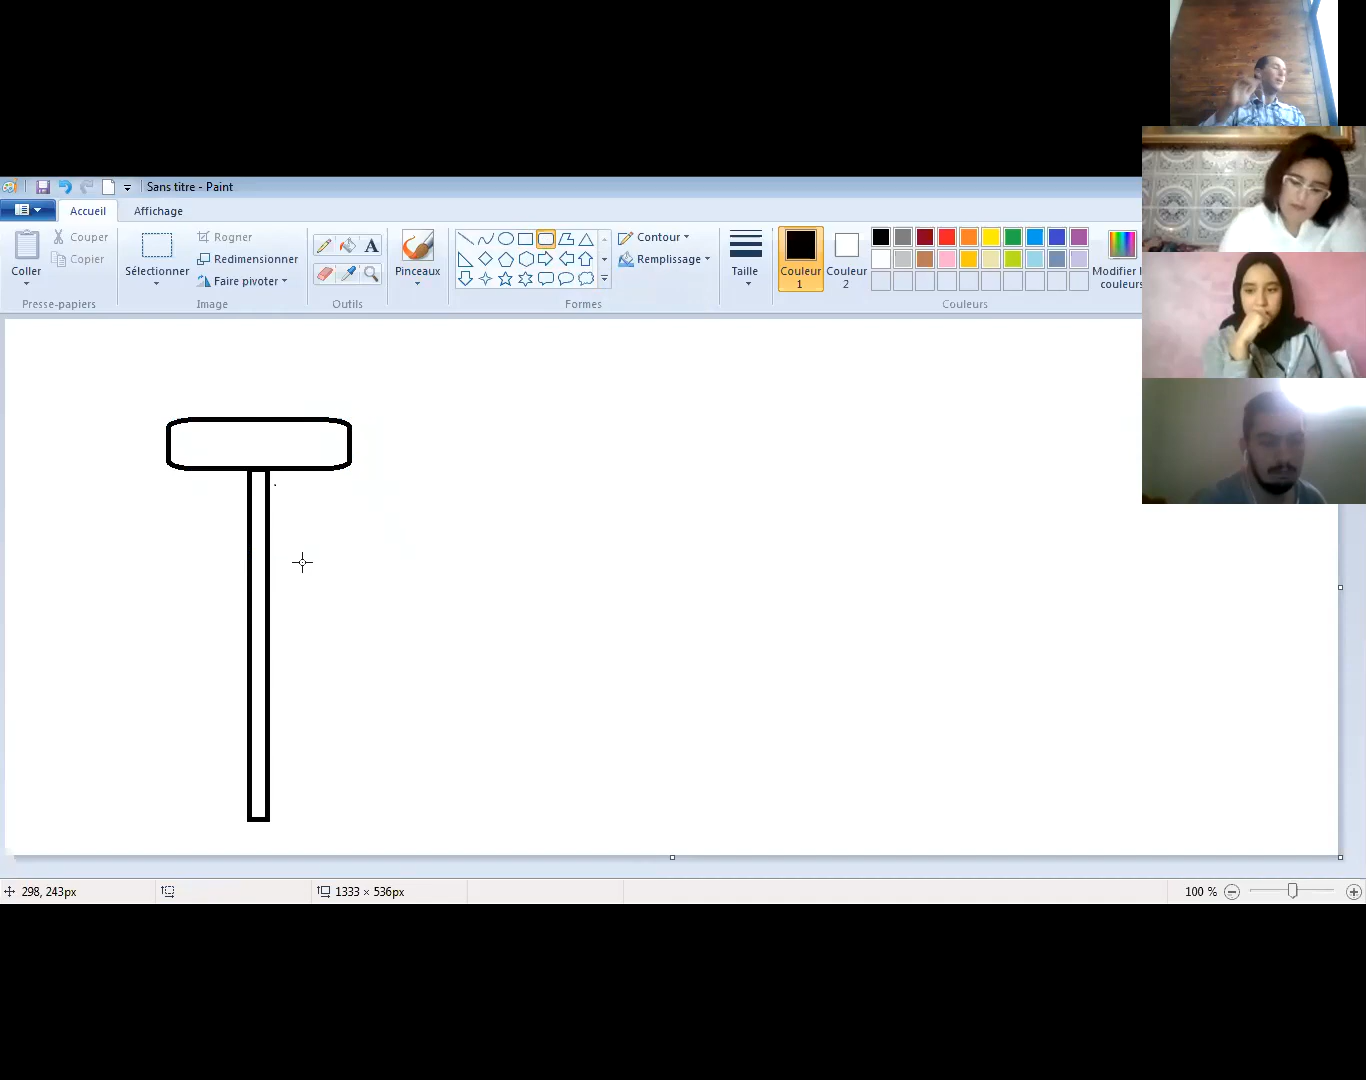 Sans titre - Paint
Accueil Affichage
Coller
Couper
Copier
Presse-papiers
Sélectionner
Rogner
Redimensionner
Faire pivoter
Image
A
Outils
Pinceaux
Contour
Remplissage
Formes
Taille
Couleur
1
Couleur
2
Modifier l
couleurs
Couleurs
298, 243px
1333 × 536px
100 %